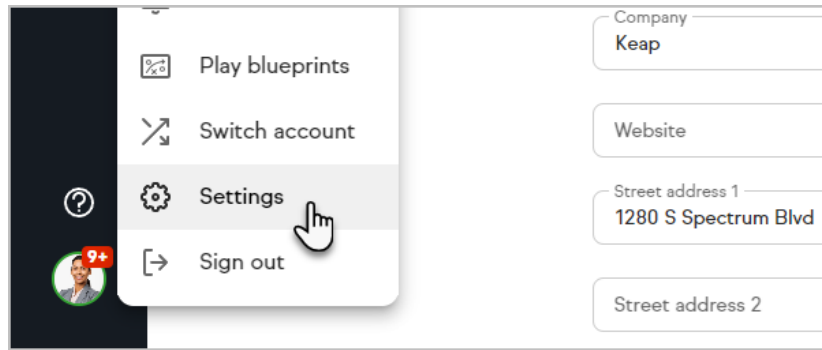 Play blueprints
Switch account
Settings
Sign out
9+
Company
Keap
Website
Street address 1
1280 S Spectrum Blvd
Street address 2